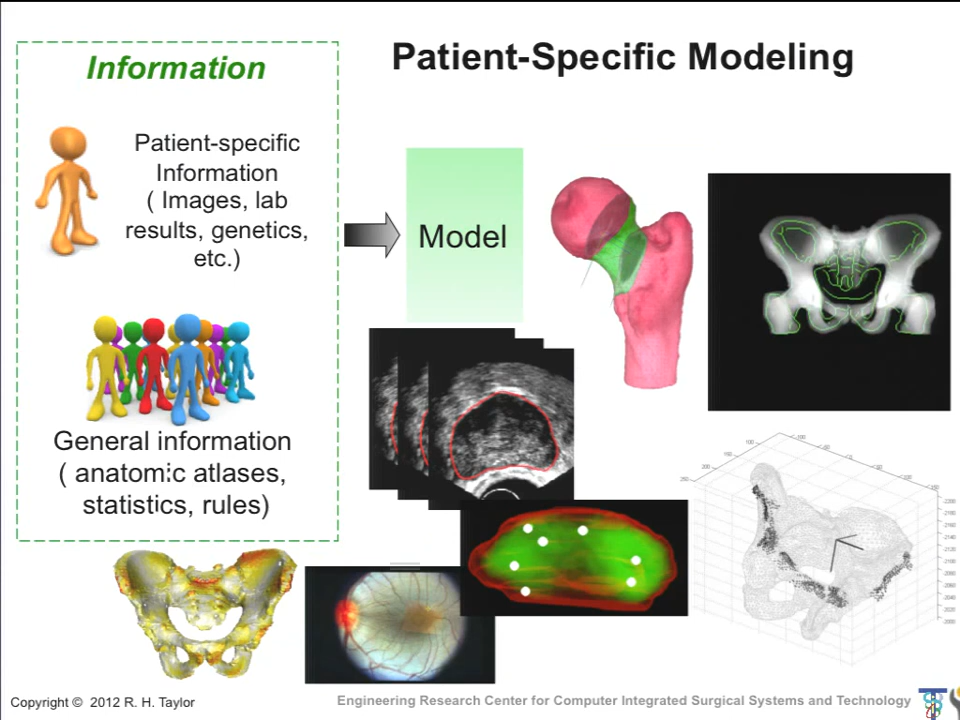 Information
Patient-Specific Modeling
Patient-specific
Information
( Images, lab
results, genetics,
etc.)
Model
General information
( anatomic atlases,
statistics, rules)
Copyright © 2012 R. H. Taylor
Engineering Research Center for Computer Integrated Surgical Systems and Technology